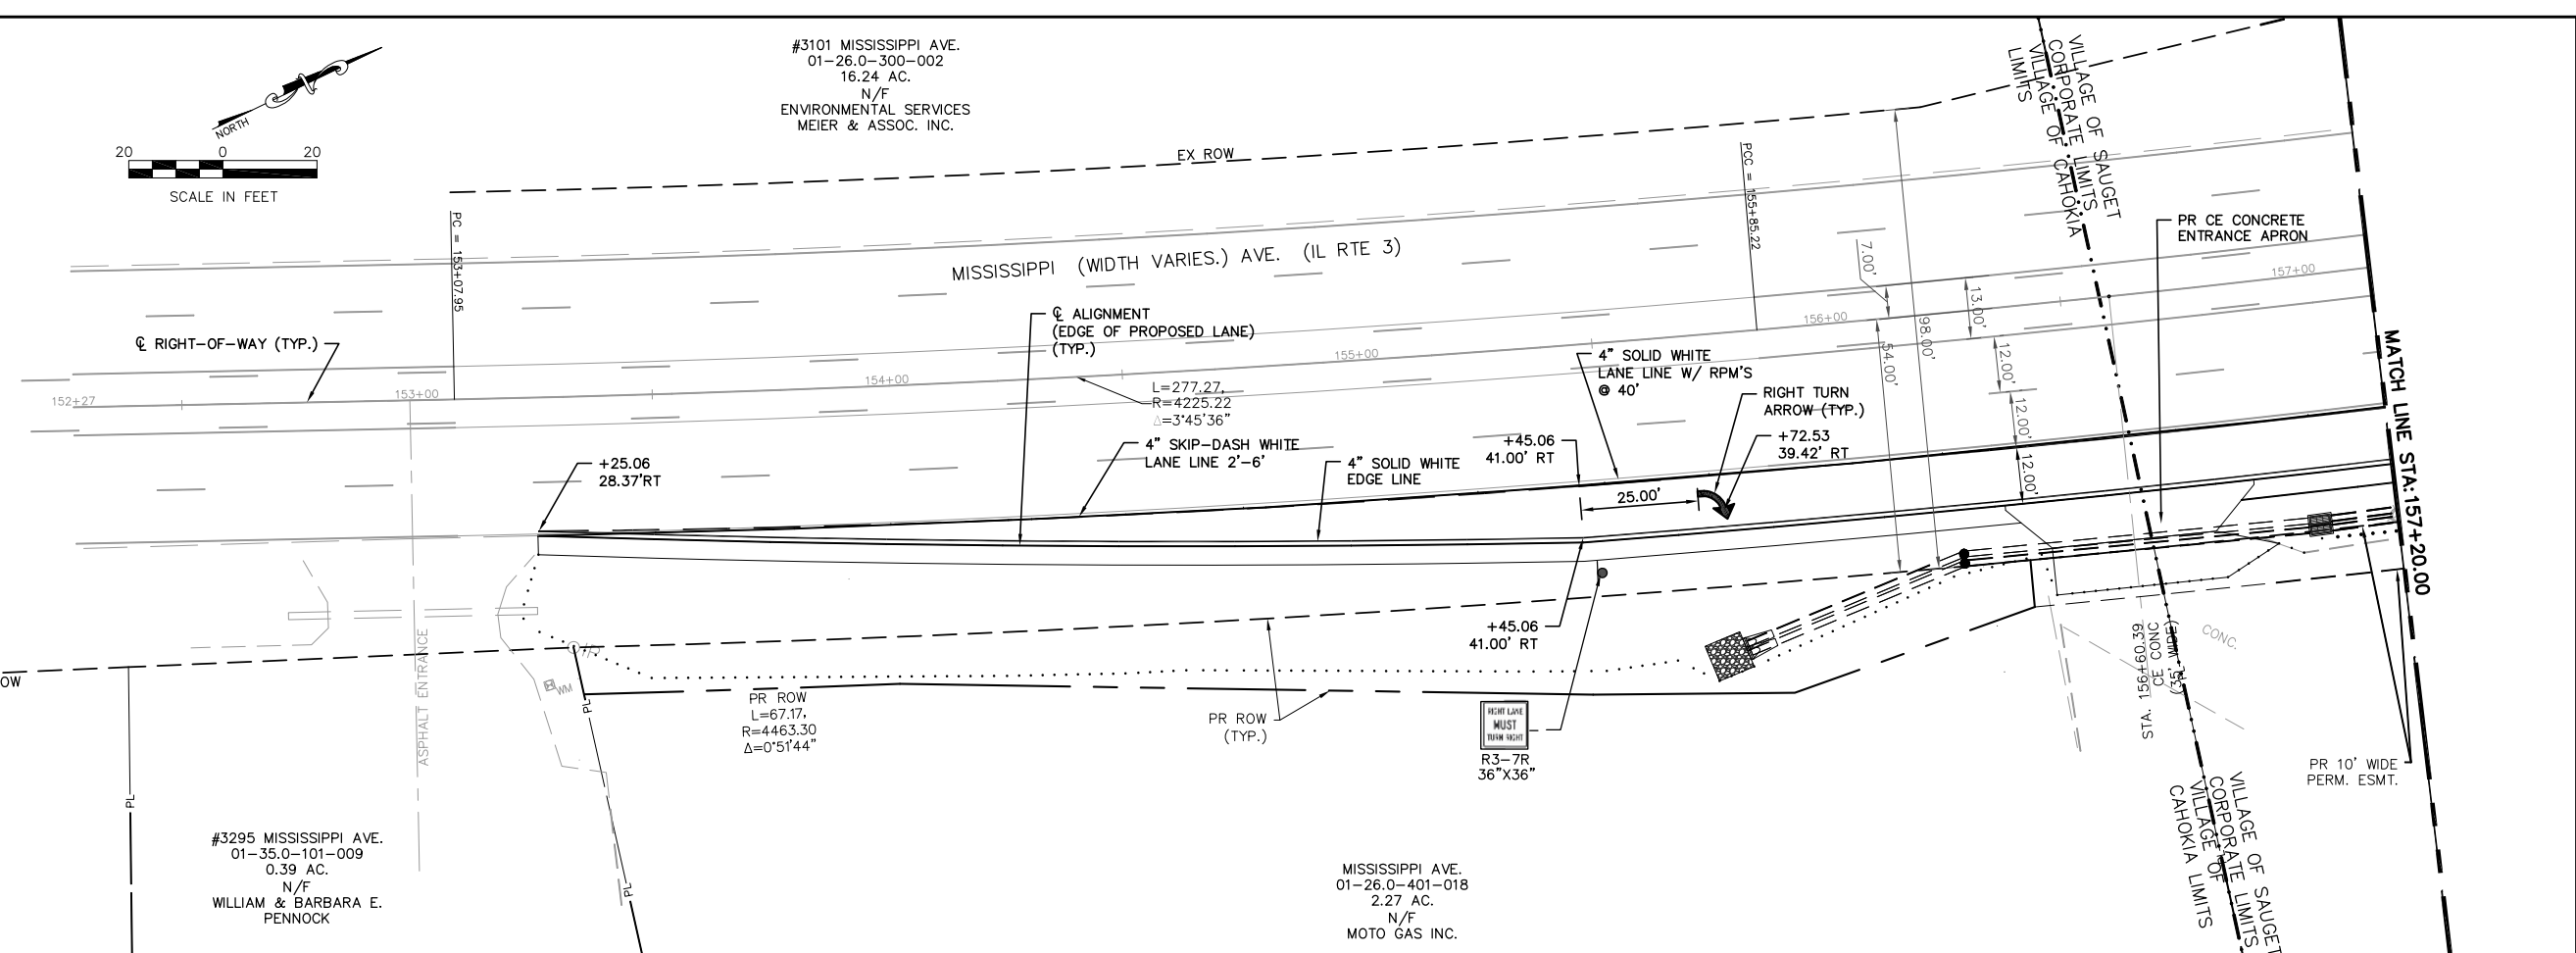 #3101 MISSISSIPPI AVE.
01-26.0-300-002
16.24 AC.
N/F
ENVIRONMENTAL SERVICES
MEIER & ASSOC. INC.
NORTH
20 0 20
SCALE IN FEET
EX ROW
PC = 153+07.95
PCC = 155+85.22
MISSISSIPPI (WIDTH VARIES.) AVE. (IL RTE 3)
VILLAGE OF SAUGET
CORPORATE LIMITS
VILLAGE OF CAHOKIA
LIMITS
PR CE CONCRETE
ENTRANCE APRON
℄ RIGHT-OF-WAY (TYP.)
℄ ALIGNMENT
(EDGE OF PROPOSED LANE)
(TYP.)
152+27
153+00
154+00
155+00
156+00
157+00
7.00'
13.00'
98.00'
54.00'
12.00'
12.00'
12.00'
L=277.27,
R=4225.22
Δ=3°45'36"
4" SOLID WHITE
LANE LINE W/ RPM'S
@ 40'
RIGHT TURN
ARROW (TYP.)
+72.53
39.42' RT
+45.06
41.00' RT
25.00'
4" SKIP-DASH WHITE
LANE LINE 2'-6'
4" SOLID WHITE
EDGE LINE
+25.06
28.37'RT
MATCH LINE STA: 157+20.00
+45.06
41.00' RT
OW
ASPHALT ENTRANCE
WM
PL
PL
PL
PR ROW
L=67.17,
R=4463.30
Δ=0°51'44"
PR ROW
(TYP.)
RIGHT LANE
MUST
TURN RIGHT
R3-7R
36"X36"
STA. 156+60.39
CE CONC
(35' WIDE)
CONC.
PR 10' WIDE
PERM. ESMT.
VILLAGE OF SAUGET
CORPORATE LIMITS
VILLAGE OF
CAHOKIA LIMITS
#3295 MISSISSIPPI AVE.
01-35.0-101-009
0.39 AC.
N/F
WILLIAM & BARBARA E.
PENNOCK
MISSISSIPPI AVE.
01-26.0-401-018
2.27 AC.
N/F
MOTO GAS INC.